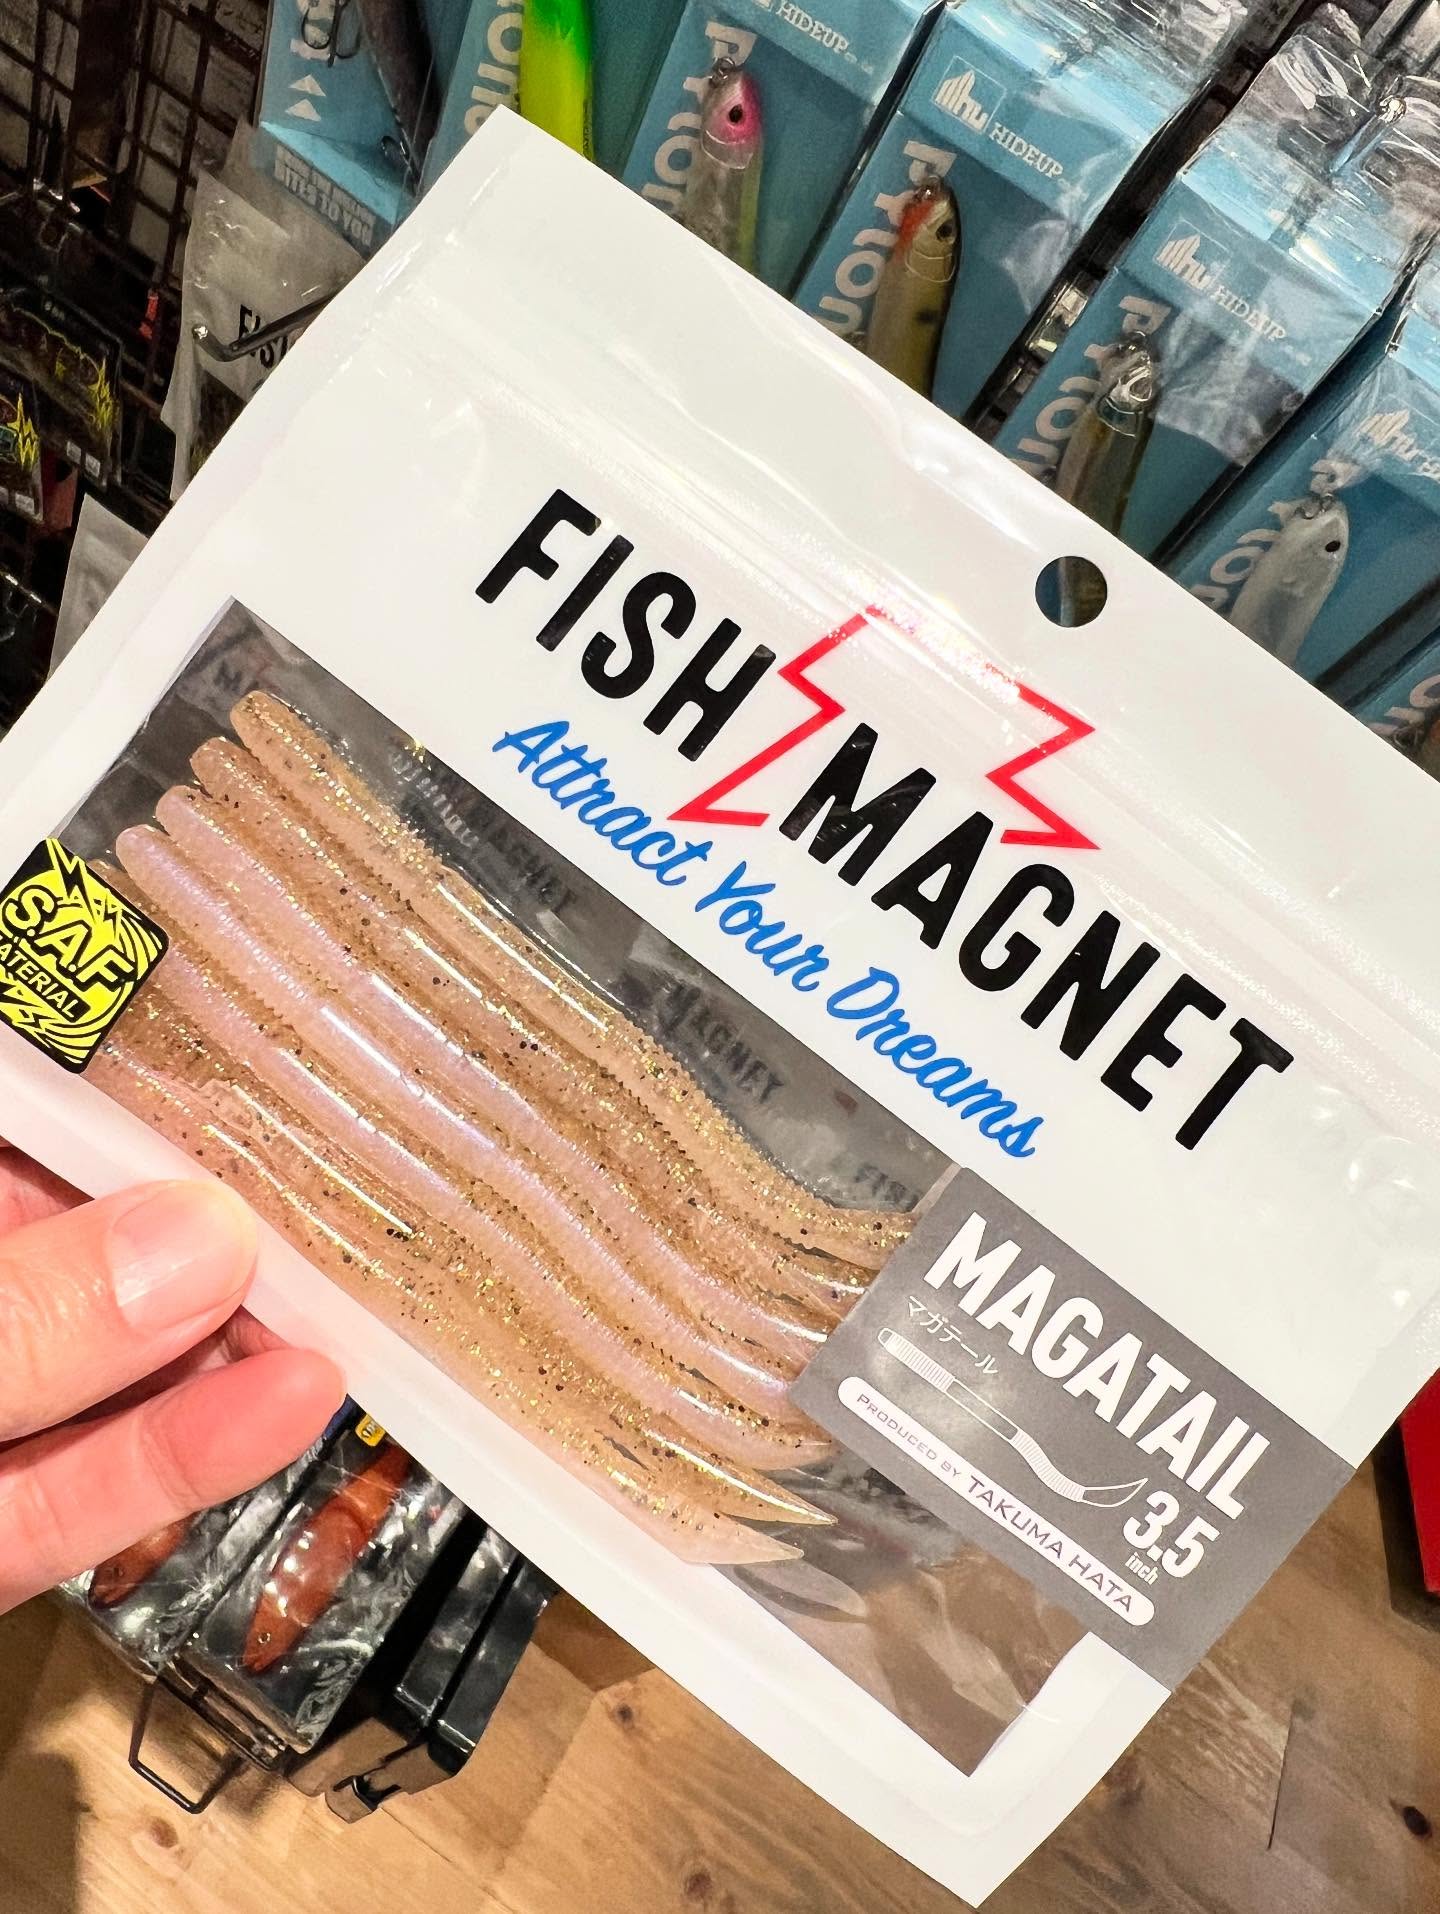 HIDEUP
HIDEUP
HIDEUP
FISH MAGNET
Attract Your Dreams
S.A.F.
MATERIAL
MAGATAIL
マガテール
3.5
inch
PRODUCED BY TAKUMA HATA